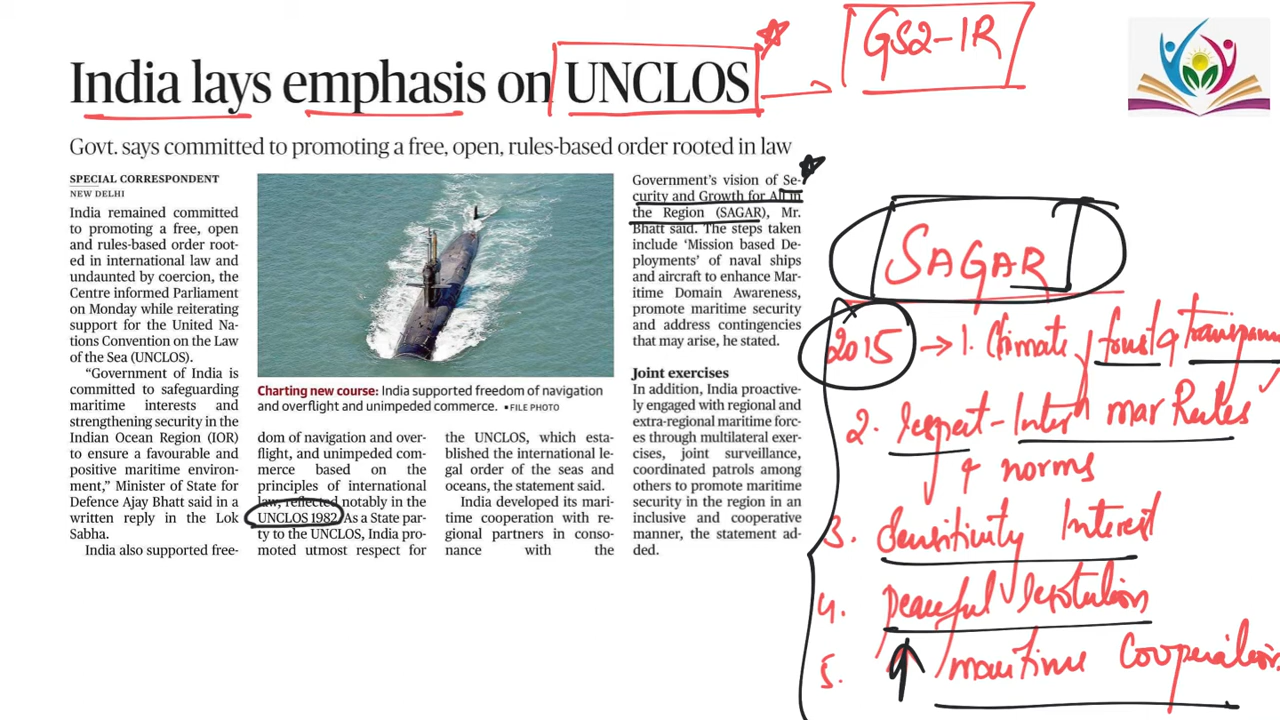 India lays emphasis on UNCLOS
GS2-IR
Govt. says committed to promoting a free, open, rules-based order rooted in law
SPECIAL CORRESPONDENT
NEW DELHI
India remained committed
to promoting a free, open
and rules-based order root-
ed in international law and
undaunted by coercion, the
Centre informed Parliament
on Monday while reiterating
support for the United Na-
tions Convention on the Law
of the Sea (UNCLOS).
“Government of India is
committed to safeguarding
maritime interests and
strengthening security in the
Indian Ocean Region (IOR)
to ensure a favourable and
positive maritime environ-
ment,” Minister of State for
Defence Ajay Bhatt said in a
written reply in the Lok
Sabha.
India also supported free-
Charting new course: India supported freedom of navigation
and overflight and unimpeded commerce. • FILE PHOTO
dom of navigation and over-
flight, and unimpeded com-
merce based on the
principles of international
law, reflected notably in the
UNCLOS 1982. As a State par-
ty to the UNCLOS, India pro-
moted utmost respect for
the UNCLOS, which esta-
blished the international le-
gal order of the seas and
oceans, the statement said.
India developed its mari-
time cooperation with re-
gional partners in conso-
nance with the
Government’s vision of Se-
curity and Growth for All in
the Region (SAGAR), Mr.
Bhatt said. The steps taken
include ‘Mission based De-
ployments’ of naval ships
and aircraft to enhance Mar-
itime Domain Awareness,
promote maritime security
and address contingencies
that may arise, he stated.
Joint exercises
In addition, India proactive-
ly engaged with regional and
extra-regional maritime forc-
es through multilateral exer-
cises, joint surveillance,
coordinated patrols among
others to promote maritime
security in the region in an
inclusive and cooperative
manner, the statement ad-
ded.
SAGAR
2015 → 1. Climate of trust &
2. Respect - Intern mar Rules
& norms
3. Sensitivity Interest
4. peaceful resolution
5. ↑ maritime cooperation